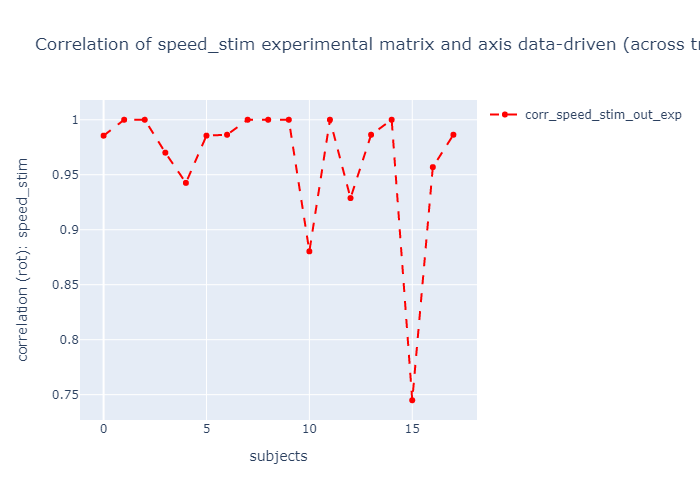 Correlation of speed_stim experimental matrix and axis data-driven (across
corr_speed_stim_out_exp
correlation (rot): speed_stim
1
0.95
0.9
0.85
0.8
0.75
0
5
10
15
subjects